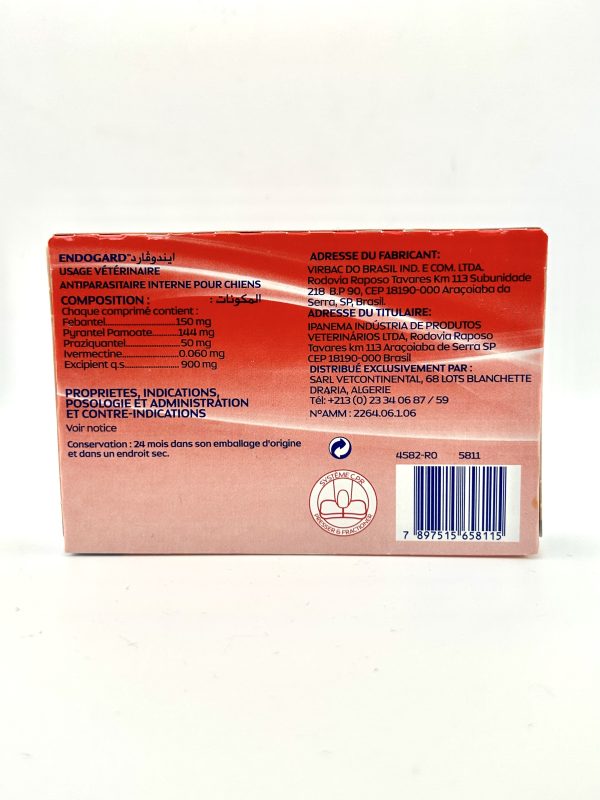 ENDOGARD™ ايندوڤارد
USAGE VÉTÉRINAIRE
ANTIPARASITAIRE INTERNE POUR CHIENS
COMPOSITION : المكونات :
Chaque comprimé contient :
Febantel..................150 mg
Pyrantel Pamoate.........144 mg
Praziquantel................50 mg
Ivermectine...............0.060 mg
Excipient q.s................ 900 mg
PROPRIETES, INDICATIONS,
POSOLOGIE ET ADMINISTRATION
ET CONTRE-INDICATIONS
Voir notice
Conservation : 24 mois dans son emballage d'origine
et dans un endroit sec.
ADRESSE DU FABRICANT:
VIRBAC DO BRASIL IND. E COM. LTDA.
Rodovia Raposo Tavares Km 113 Subunidade
218 B.P 90, CEP 18190-000 Araçoiaba da
Serra, SP, Brasil.
ADRESSE DU TITULAIRE:
IPANEMA INDÚSTRIA DE PRODUTOS
VETERINÁRIOS LTDA, Rodovia Raposo
Tavares km 113 Araçoiaba de Serra SP
CEP 18190-000 Brasil
DISTRIBUÉ EXCLUSIVEMENT PAR :
SARL VETCONTINENTAL, 68 LOTS BLANCHETTE
DRARIA, ALGERIE
Tél: +213 (0) 23 34 06 87 / 59
N°AMM : 2264.06.1.06
4582-R0 5811
SYSTÈME C.D.R
PRESSER & FRACTIONNER
7 897515 658115